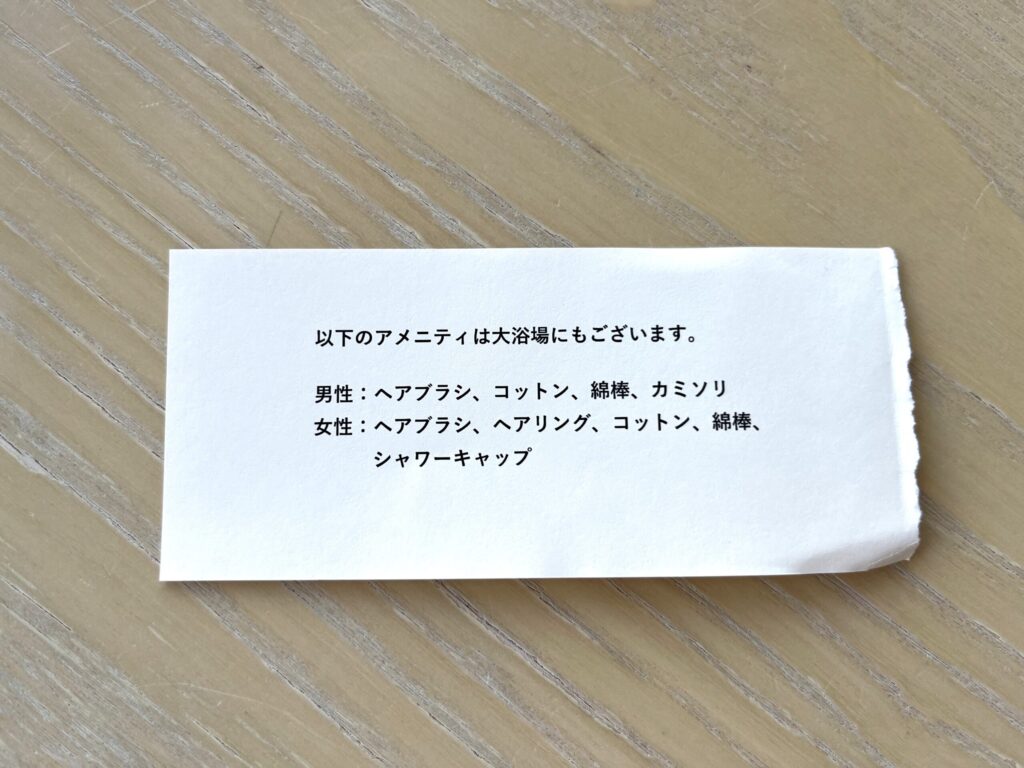 以下のアメニティは大浴場にもございます。
男性：ヘアブラシ、コットン、綿棒、カミソリ
女性：ヘアブラシ、ヘアリング、コットン、綿棒、
シャワーキャップ